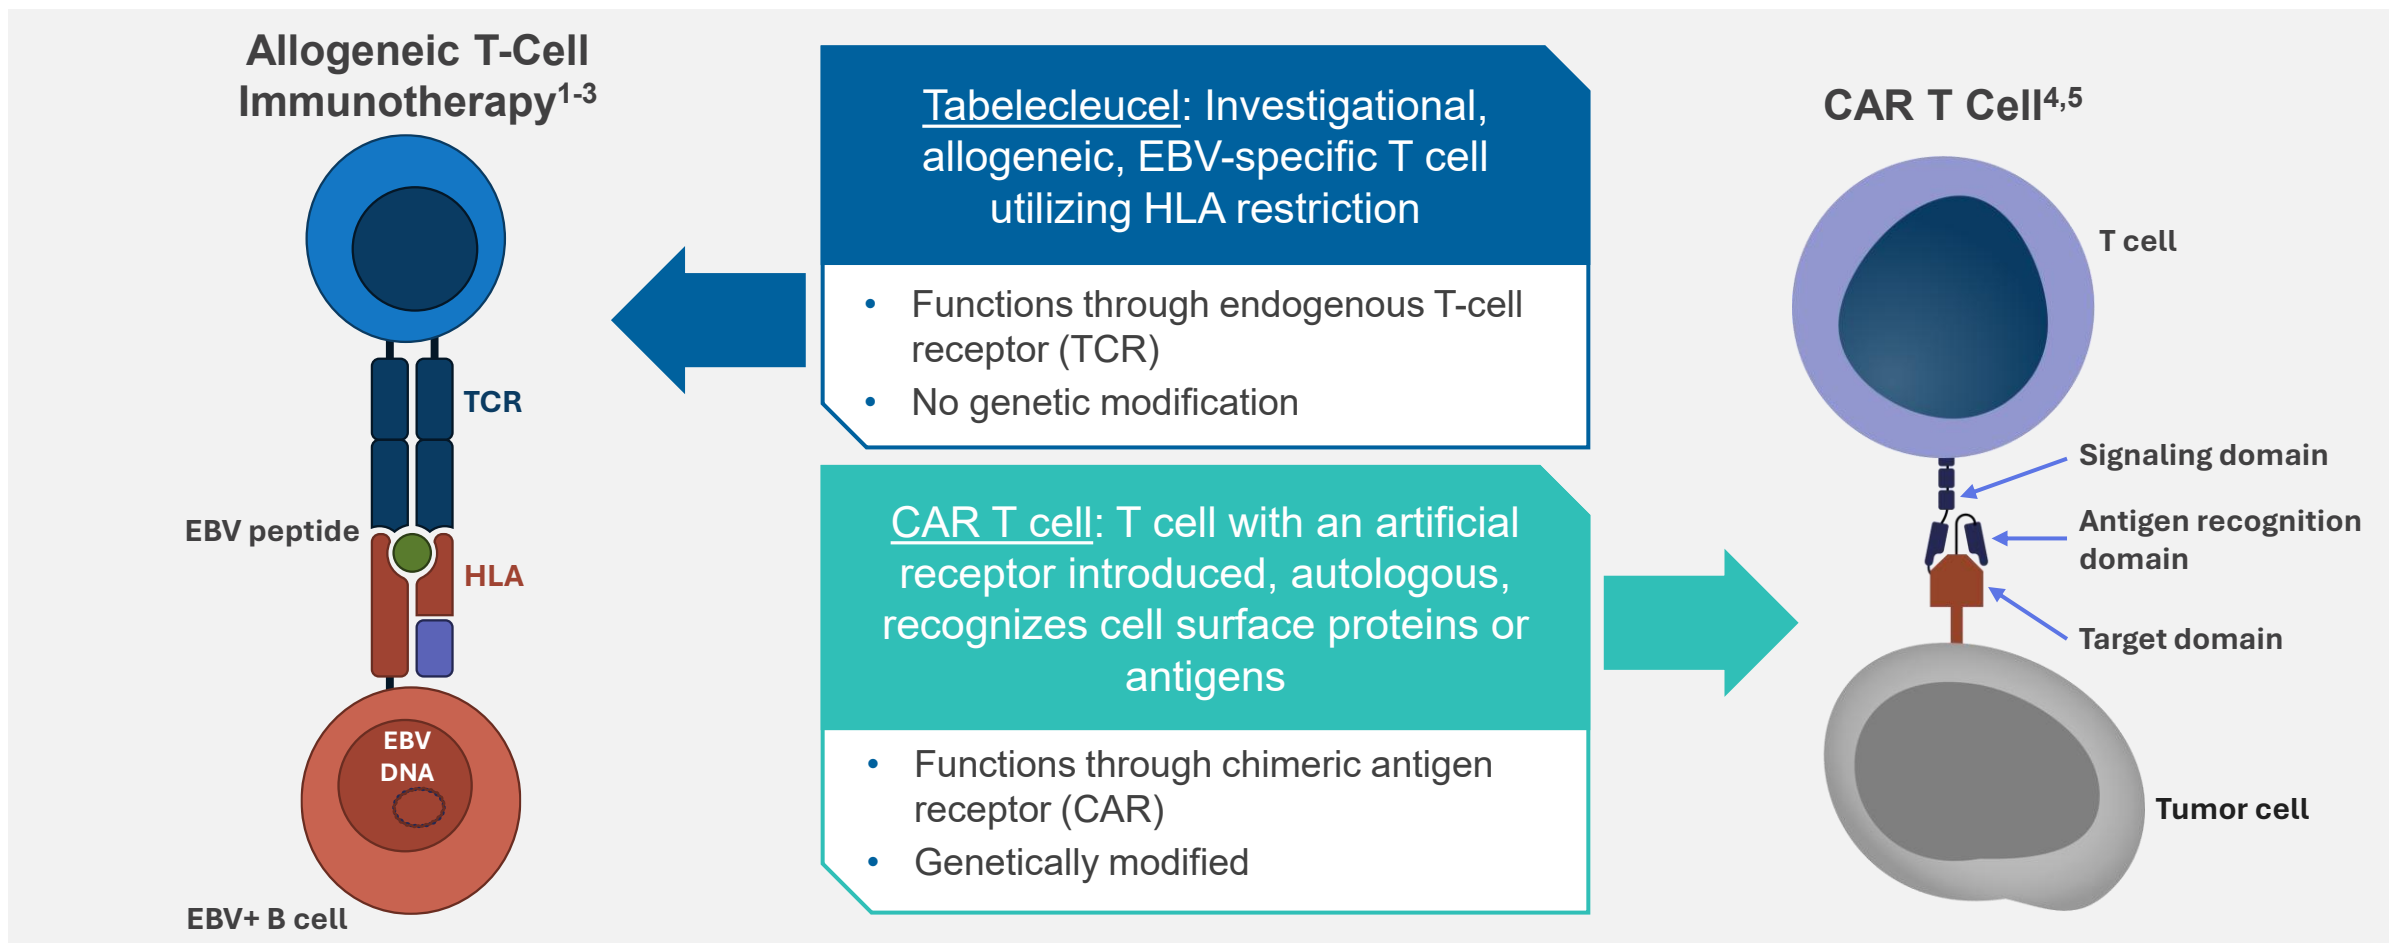 Allogeneic T-Cell
Immunotherapy1-3
TCR
EBV peptide
HLA
EBV
DNA
EBV+ B cell
Tabelecleucel: Investigational,
allogeneic, EBV-specific T cell
utilizing HLA restriction
• Functions through endogenous T-cell
receptor (TCR)
• No genetic modification
CAR T cell: T cell with an artificial
receptor introduced, autologous,
recognizes cell surface proteins or
antigens
• Functions through chimeric antigen
receptor (CAR)
• Genetically modified
CAR T Cell4,5
T cell
Signaling domain
Antigen recognition
domain
Target domain
Tumor cell